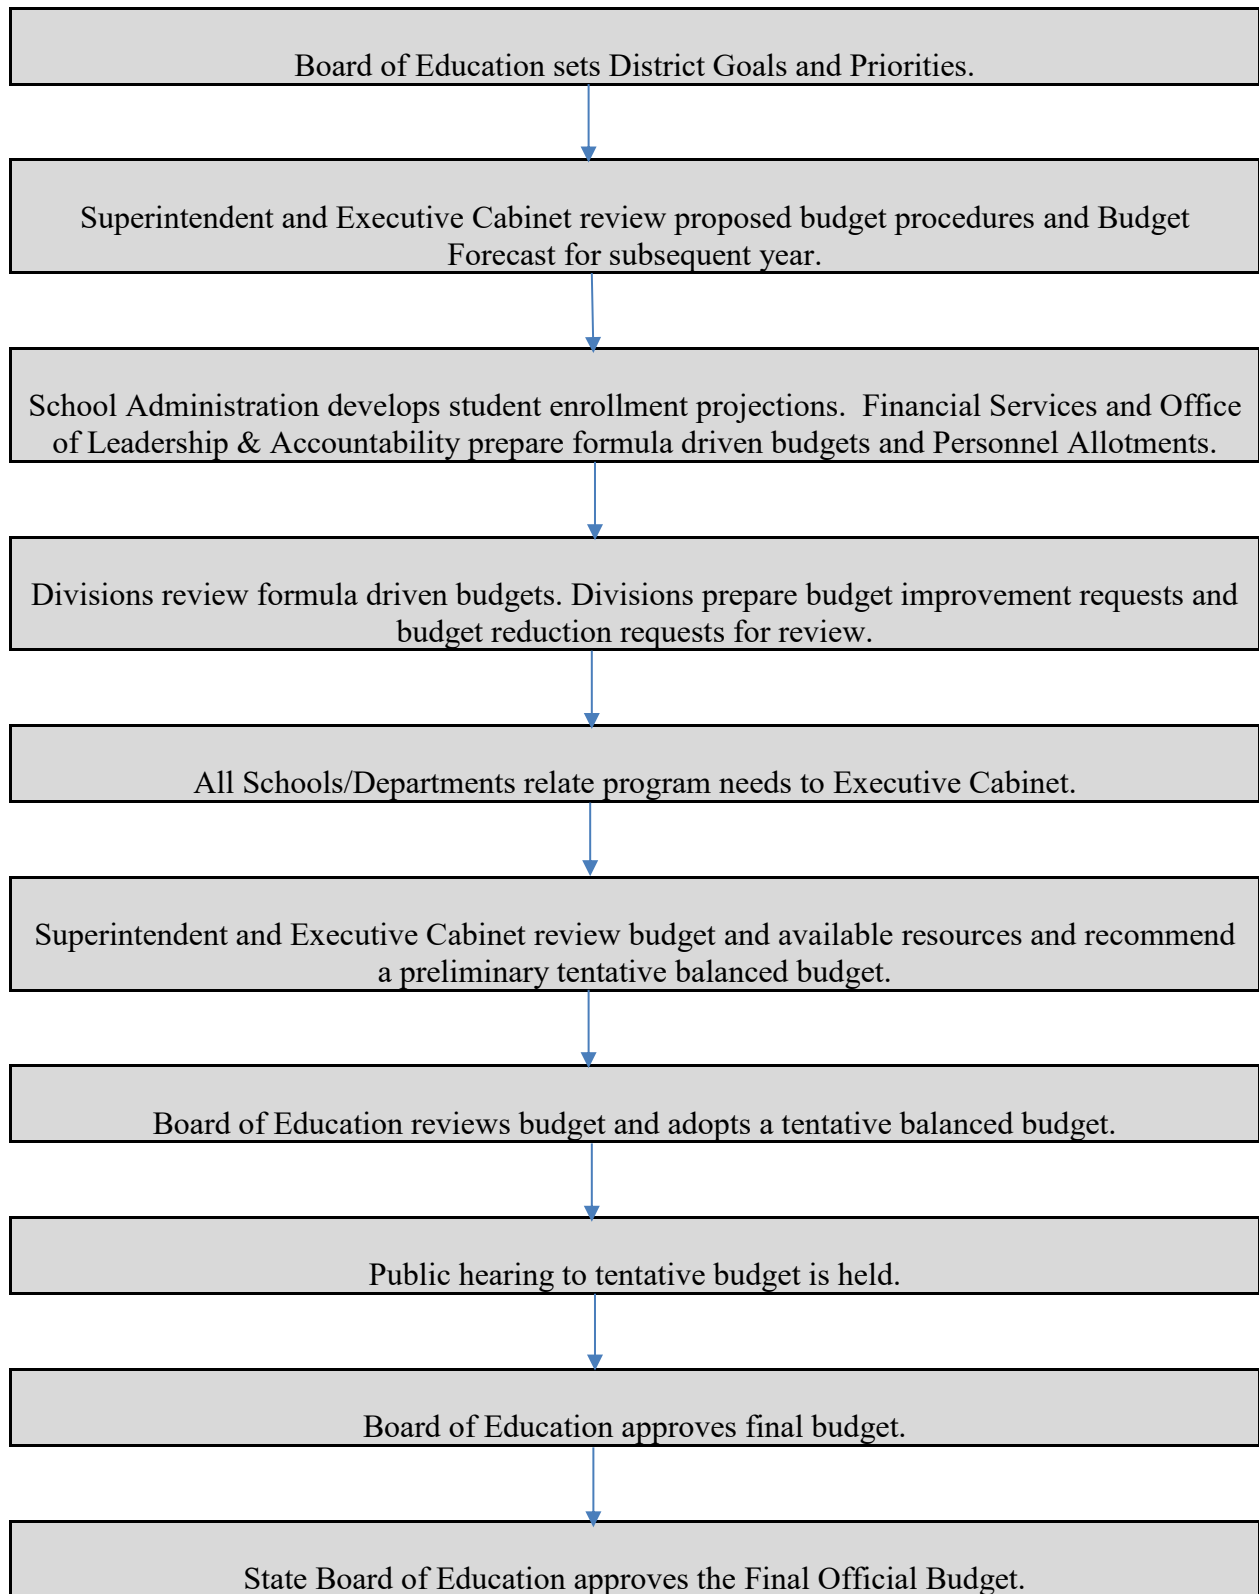 Board of Education sets District Goals and Priorities.
Superintendent and Executive Cabinet review proposed budget procedures and Budget
Forecast for subsequent year.
School Administration develops student enrollment projections.  Financial Services and Office
of Leadership & Accountability prepare formula driven budgets and Personnel Allotments.
Divisions review formula driven budgets. Divisions prepare budget improvement requests and
budget reduction requests for review.
All Schools/Departments relate program needs to Executive Cabinet.
Superintendent and Executive Cabinet review budget and available resources and recommend
a preliminary tentative balanced budget.
Board of Education reviews budget and adopts a tentative balanced budget.
Public hearing to tentative budget is held.
Board of Education approves final budget.
State Board of Education approves the Final Official Budget.